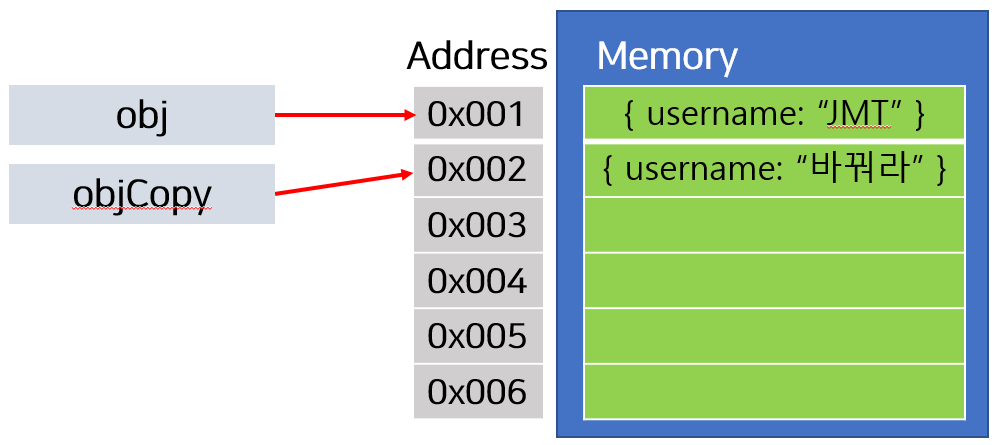 Address
Memory
obj
0x001
{ username: “JMT” }
objCopy
0x002
{ username: “바꿔라” }
0x003
0x004
0x005
0x006